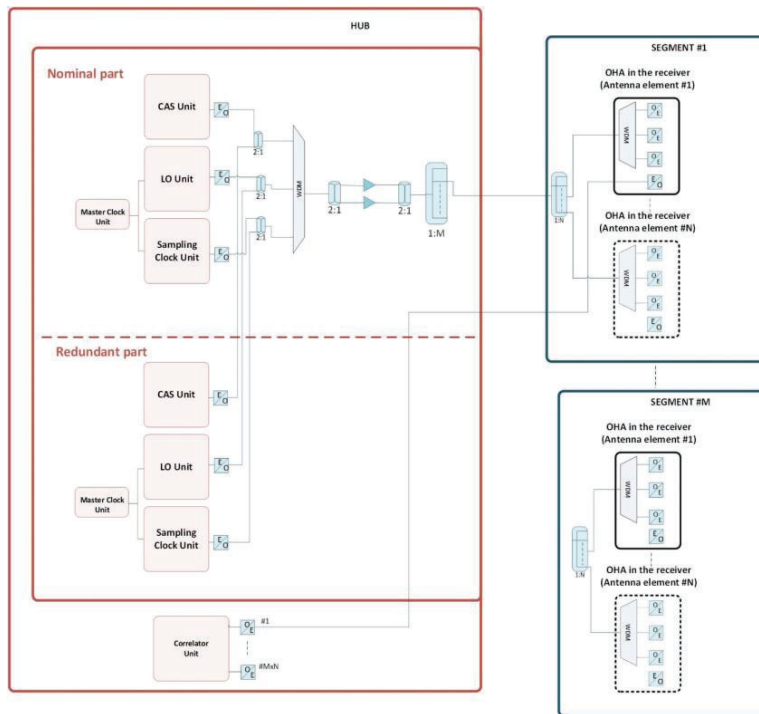 HUB
Nominal part
CAS Unit
E
O
2:1
LO Unit
E
O
2:1
Master Clock
Unit
Sampling
Clock Unit
E
O
2:1
WDM
2:1
2:1
1:M
Redundant part
CAS Unit
E
O
LO Unit
E
O
Master Clock
Unit
Sampling
Clock Unit
E
O
Correlator
Unit
O
E
#1
O
E
#MxN
SEGMENT #1
OHA in the receiver
(Antenna element #1)
WDM
O
E
O
E
O
E
E
O
1:N
OHA in the receiver
(Antenna element #N)
WDM
O
E
O
E
O
E
E
O
SEGMENT #M
OHA in the receiver
(Antenna element #1)
WDM
O
E
O
E
O
E
E
O
1:N
OHA in the receiver
(Antenna element #N)
WDM
O
E
O
E
O
E
E
O